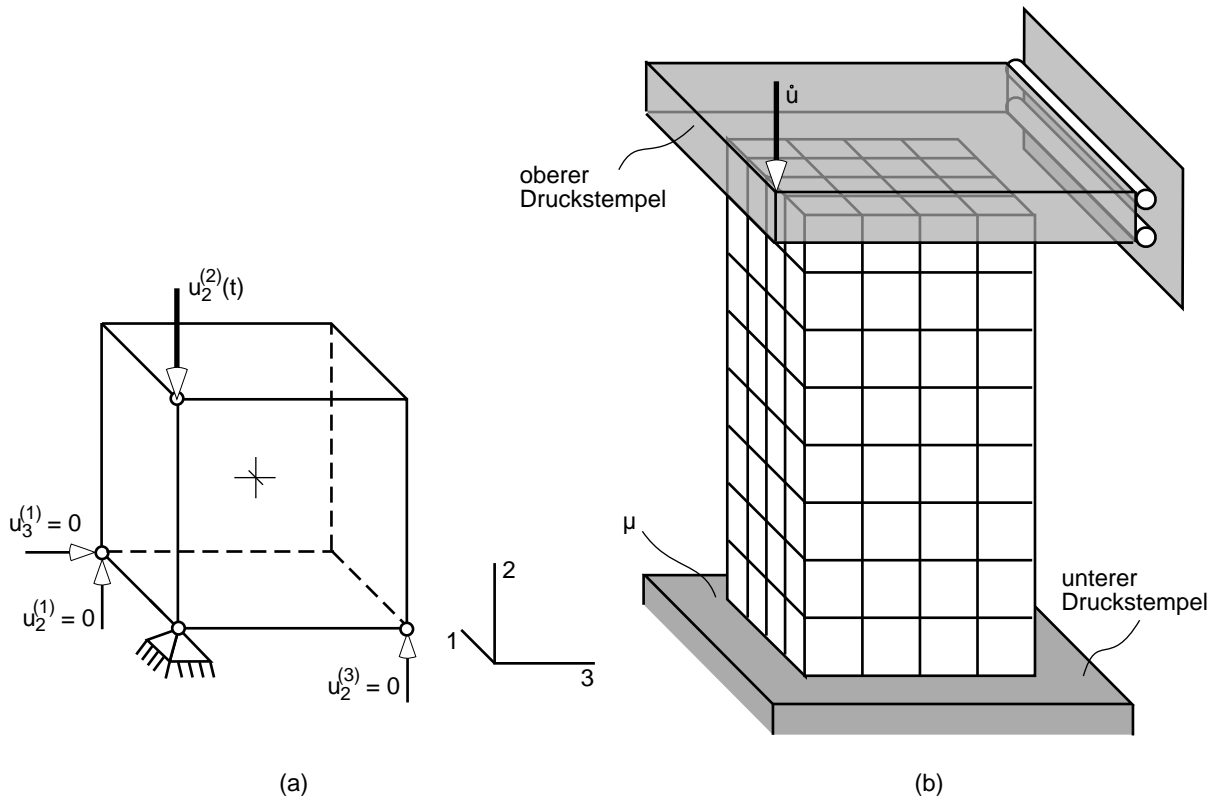 ů
oberer
Druckstempel
u₂⁽²⁾(t)
u₃⁽¹⁾ = 0
u₂⁽¹⁾ = 0
u₂⁽³⁾ = 0
2
1
3
µ
unterer
Druckstempel
(a)
(b)